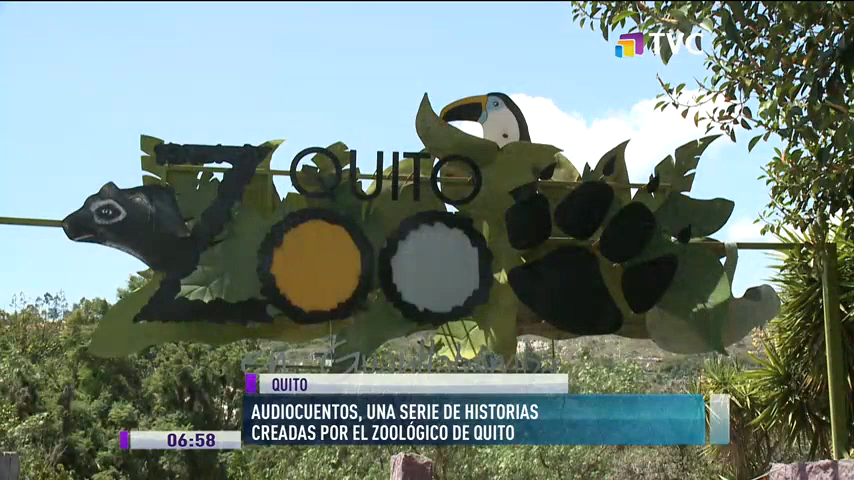 TVC
QUITO
ZOO
QUITO
AUDIOCUENTOS, UNA SERIE DE HISTORIAS
CREADAS POR EL ZOOLÓGICO DE QUITO
06:58